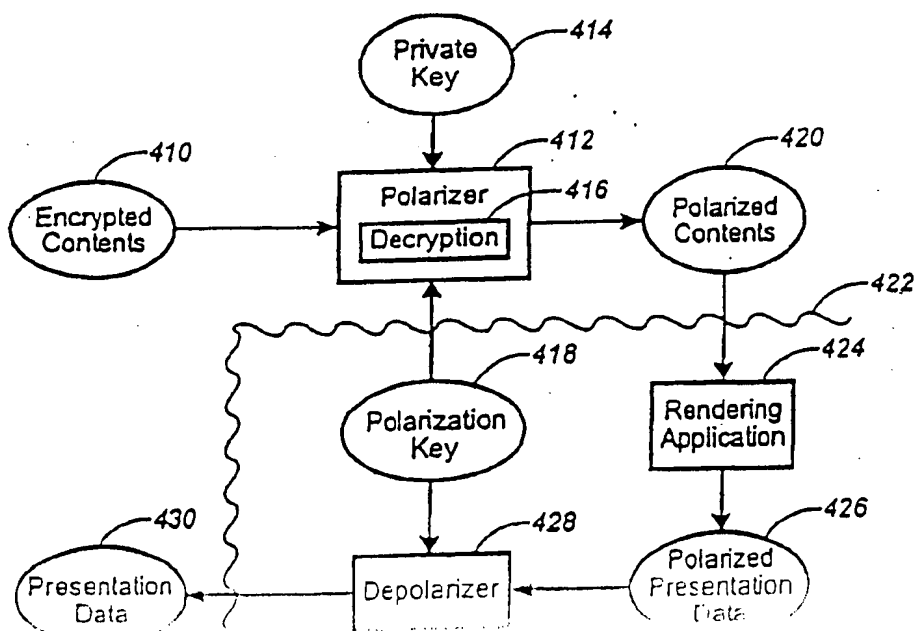 Private
Key
414
410
412
420
Encrypted
Contents
Polarizer
416
Decryption
Polarized
Contents
422
418
424
Polarization
Key
Rendering
Application
430
428
426
Presentation
Data
Depolarizer
Polarized
Presentation
Data